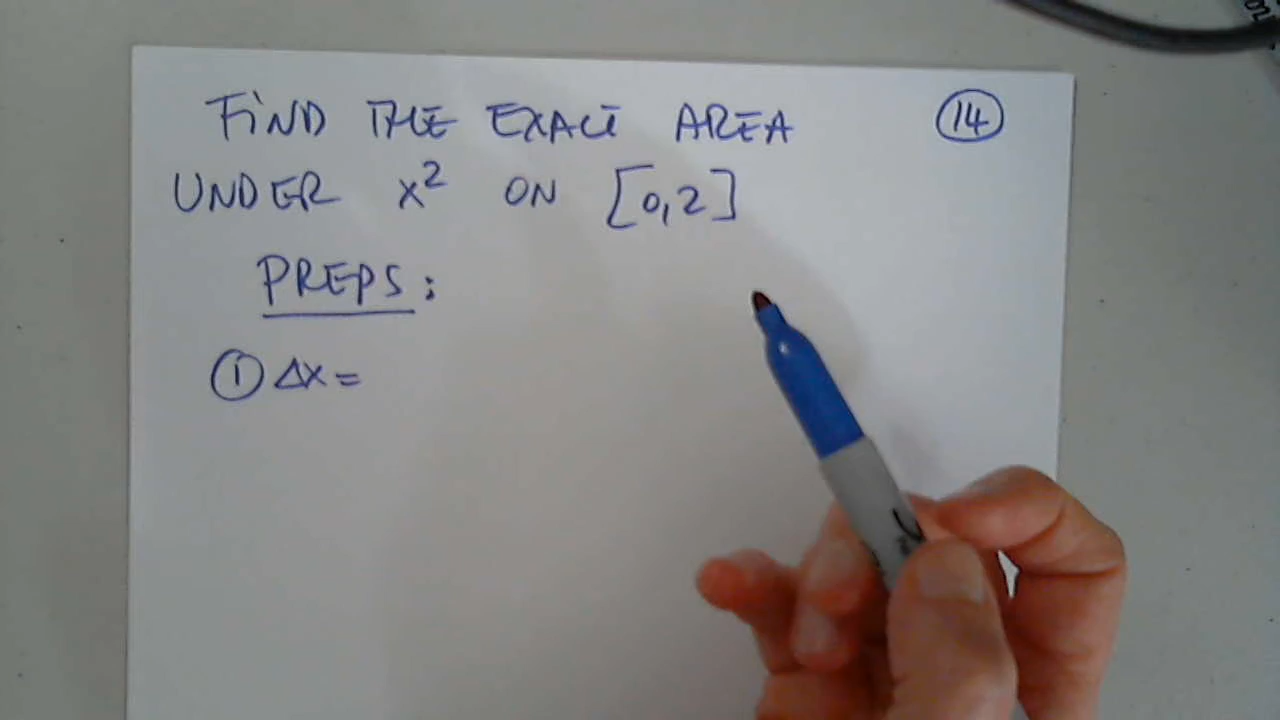 FIND THE EXACT AREA 14
UNDER x² ON [0,2]
PREPS:
① Δx =